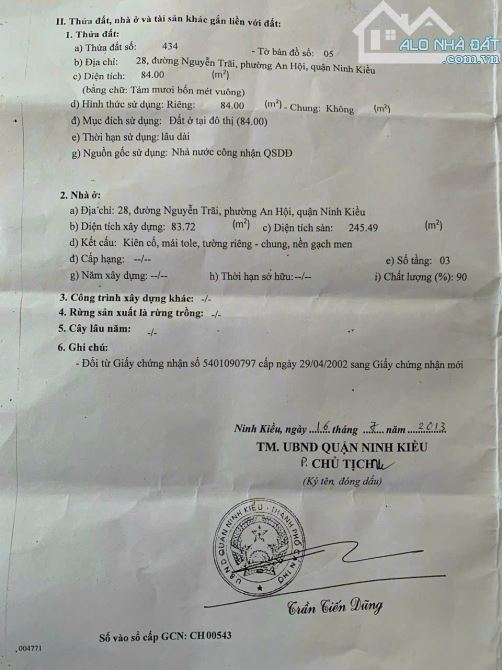 ALO NHÀ ĐẤT
.com.vn
II. Thửa đất, nhà ở và tài sản khác gắn liền với đất:
1. Thửa đất:
a) Thửa đất số: 434 - Tờ bản đồ số: 05
b) Địa chỉ: 28, đường Nguyễn Trãi, phường An Hội, quận Ninh Kiều
c) Diện tích: 84.00 (m²)
(bằng chữ: Tám mươi bốn mét vuông)
d) Hình thức sử dụng: Riêng: 84.00 (m²) - Chung: Không (m²)
đ) Mục đích sử dụng: Đất ở tại đô thị (84.00)
e) Thời hạn sử dụng: lâu dài
g) Nguồn gốc sử dụng: Nhà nước công nhận QSDĐ
2. Nhà ở:
a) Địa chỉ: 28, đường Nguyễn Trãi, phường An Hội, quận Ninh Kiều
b) Diện tích xây dựng: 83.72 (m²) c) Diện tích sàn: 245.49 (m²)
d) Kết cấu: Kiên cố, mái tole, tường riêng - chung, nền gạch men
đ) Cấp hạng: --/-- e) Số tầng: 03
g) Năm xây dựng: --/-- h) Thời hạn sở hữu:--/-- i) Chất lượng (%): 90
3. Công trình xây dựng khác: -/-
4. Rừng sản xuất là rừng trồng: -/-
5. Cây lâu năm: -/-
6. Ghi chú:
- Đổi từ Giấy chứng nhận số 5401090797 cấp ngày 29/04/2002 sang Giấy chứng nhận mới
Ninh Kiều, ngày 16 tháng 7 năm 2013
TM. UBND QUẬN NINH KIỀU
P. CHỦ TỊCH
(Ký tên, đóng dấu)
U.B.N.D QUẬN NINH KIỀU - THÀNH PHỐ CẦN THƠ
Trần Tiến Dũng
Số vào sổ cấp GCN: CH 00543
004771